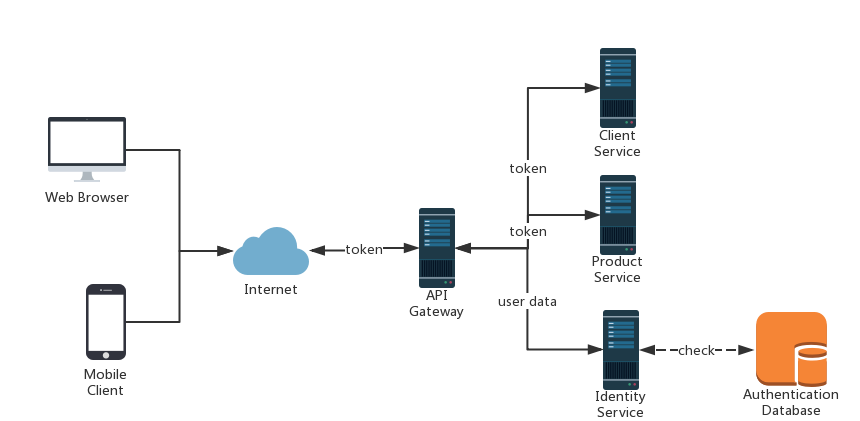 Client
Service
token
Web Browser
token
Product
Service
token
Internet
API
Gateway
user data
check
Mobile
Client
Identity
Service
Authentication
Database